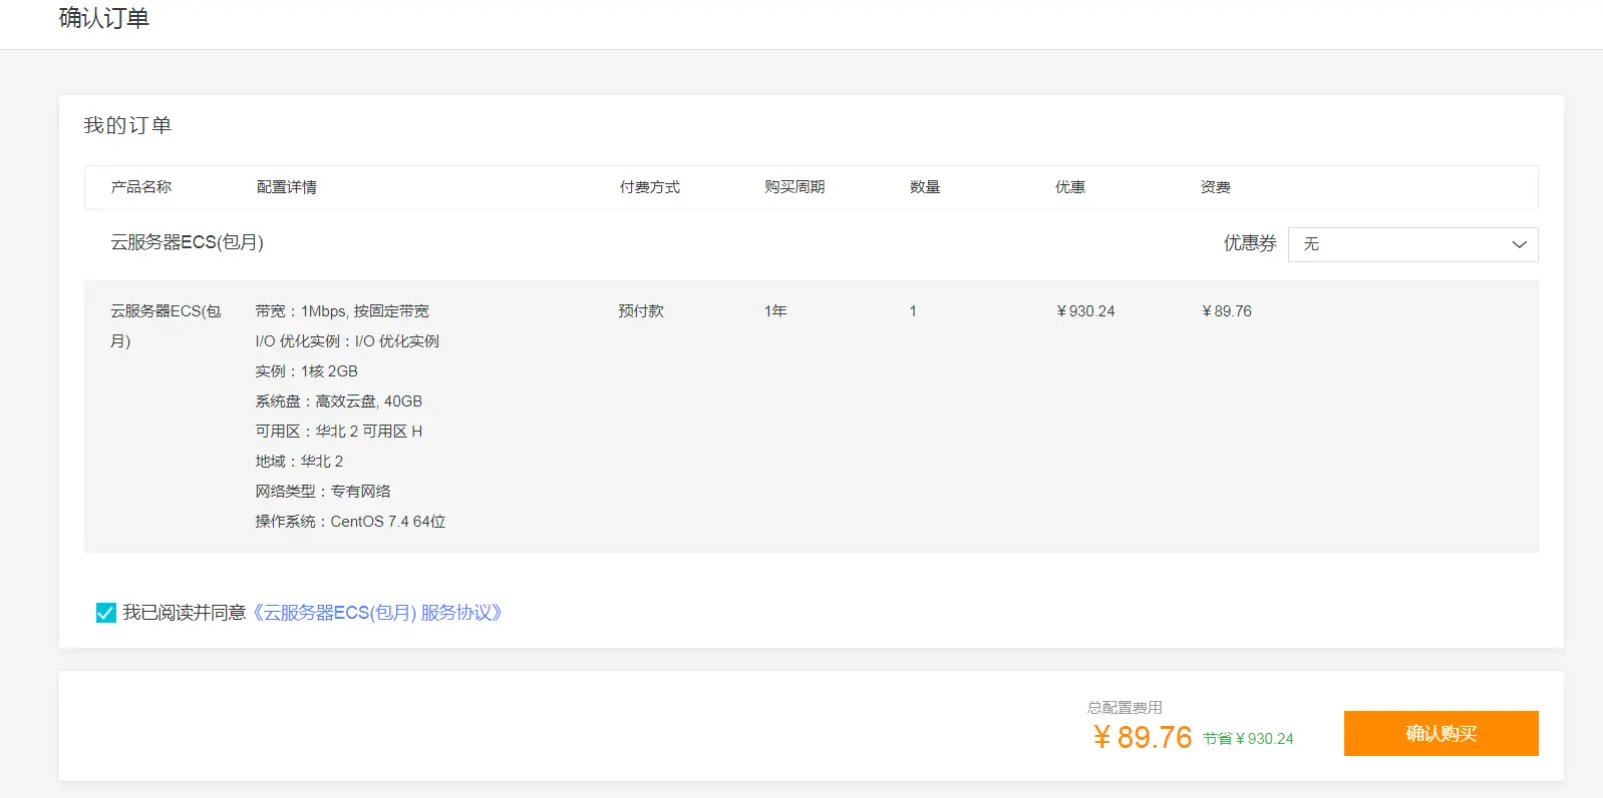 确认订单
我的订单
产品名称 配置详情 付费方式 购买周期 数量 优惠 资费
云服务器ECS(包月) 优惠券 无
云服务器ECS(包月) 带宽：1Mbps, 按固定带宽 预付款 1年 1 ￥930.24 ￥89.76
I/O 优化实例：I/O 优化实例
实例：1核 2GB
系统盘：高效云盘, 40GB
可用区：华北 2 可用区 H
地域：华北 2
网络类型：专有网络
操作系统：CentOS 7.4 64位
我已阅读并同意《云服务器ECS(包月) 服务协议》
总配置费用
￥89.76 节省￥930.24 确认购买